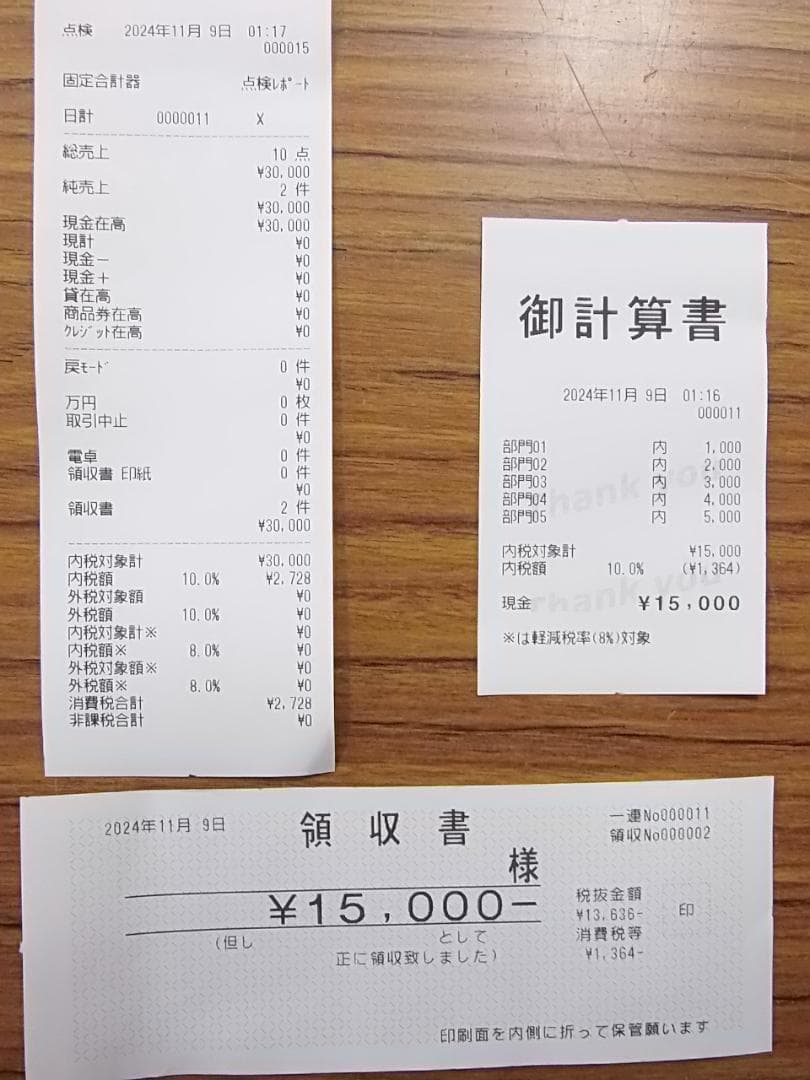 点検 2024年11月 9日 01:17
000015
固定合計器 点検ﾚﾎﾟｰﾄ
日計 0000011 X
総売上 10 点
¥30,000
純売上 2 件
¥30,000
現金在高 ¥30,000
現計 ¥0
現金－ ¥0
現金＋ ¥0
貸在高 ¥0
商品券在高 ¥0
ｸﾚｼﾞｯﾄ在高 ¥0
戻ﾓｰﾄﾞ 0 件
¥0
万円 0 枚
取引中止 0 件
¥0
電卓 0 件
領収書 印紙 0 件
¥0
領収書 2 件
¥30,000
内税対象計 ¥30,000
内税額 10.0% ¥2,728
外税対象額 ¥0
外税額 10.0% ¥0
内税対象計※ ¥0
内税額※ 8.0% ¥0
外税対象額※ ¥0
外税額※ 8.0% ¥0
消費税合計 ¥2,728
非課税合計 ¥0
御計算書
2024年11月 9日 01:16
000011
部門01 内 1,000
部門02 内 2,000
部門03 内 3,000
部門04 内 4,000
部門05 内 5,000
Thank you
内税対象計 ¥15,000
内税額 10.0% (¥1,364)
Thank you
現金 ¥15,000
※は軽減税率(8%)対象
2024年11月 9日
領収書
一連No000011
領収No000002
様
¥15,000-
税抜金額
¥13,636-
印
消費税等
¥1,364-
(但し として
正に領収致しました)
印刷面を内側に折って保管願います